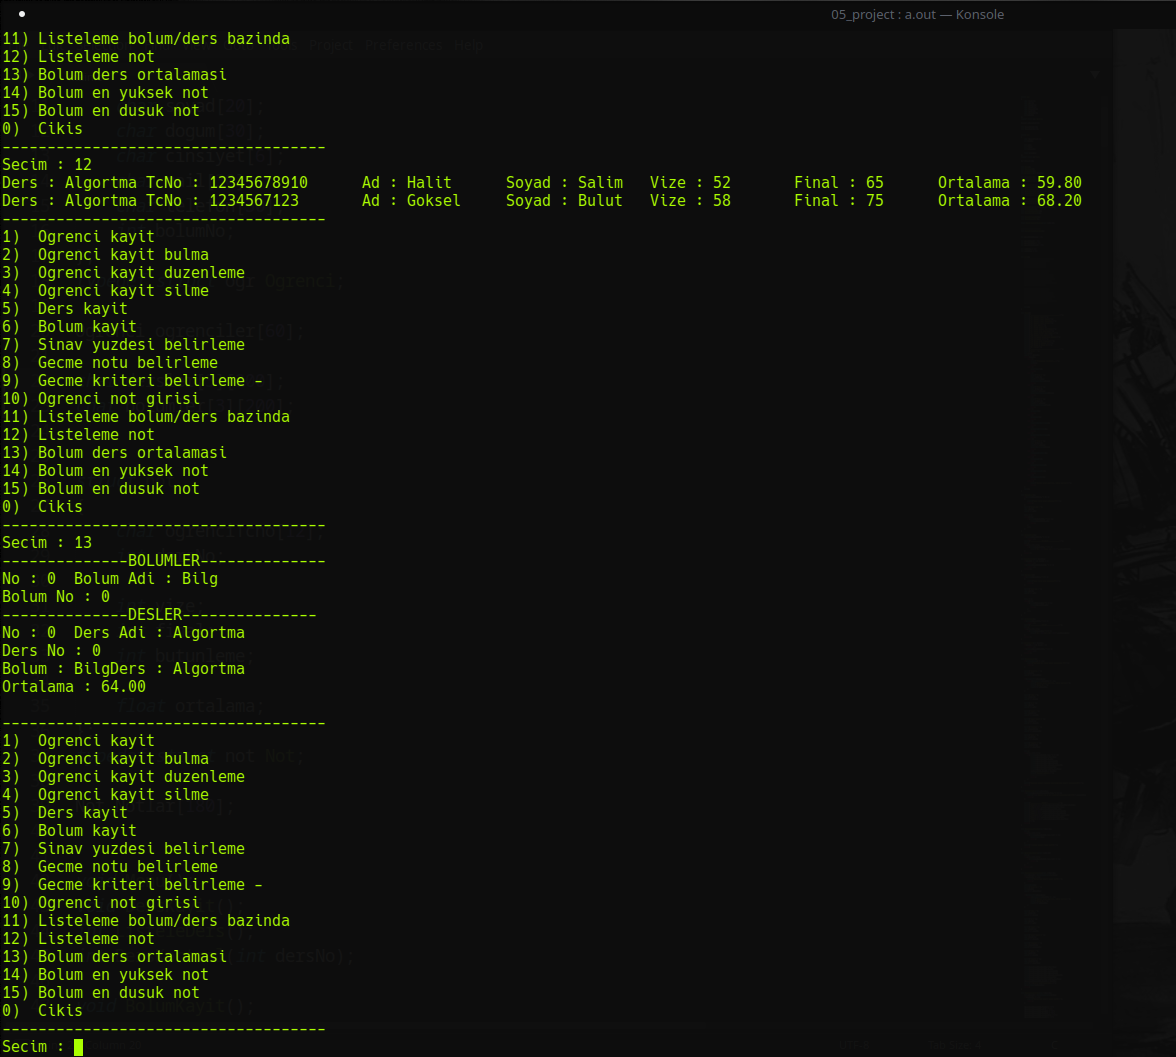 05_project : a.out — Konsole
11) Listeleme bolum/ders bazinda
12) Listeleme not
13) Bolum ders ortalamasi
14) Bolum en yuksek not
15) Bolum en dusuk not
0)  Cikis
------------------------------------
Secim : 12
Ders : Algortma TcNo : 12345678910      Ad : Halit      Soyad : Salim   Vize : 52       Final : 65      Ortalama : 59.80
Ders : Algortma TcNo : 1234567123       Ad : Goksel     Soyad : Bulut   Vize : 58       Final : 75      Ortalama : 68.20
------------------------------------
1)  Ogrenci kayit
2)  Ogrenci kayit bulma
3)  Ogrenci kayit duzenleme
4)  Ogrenci kayit silme
5)  Ders kayit
6)  Bolum kayit
7)  Sinav yuzdesi belirleme
8)  Gecme notu belirleme
9)  Gecme kriteri belirleme -
10) Ogrenci not girisi
11) Listeleme bolum/ders bazinda
12) Listeleme not
13) Bolum ders ortalamasi
14) Bolum en yuksek not
15) Bolum en dusuk not
0)  Cikis
------------------------------------
Secim : 13
--------------BOLUMLER--------------
No : 0  Bolum Adi : Bilg
Bolum No : 0
--------------DESLER---------------
No : 0  Ders Adi : Algortma
Ders No : 0
Bolum : BilgDers : Algortma
Ortalama : 64.00
------------------------------------
1)  Ogrenci kayit
2)  Ogrenci kayit bulma
3)  Ogrenci kayit duzenleme
4)  Ogrenci kayit silme
5)  Ders kayit
6)  Bolum kayit
7)  Sinav yuzdesi belirleme
8)  Gecme notu belirleme
9)  Gecme kriteri belirleme -
10) Ogrenci not girisi
11) Listeleme bolum/ders bazinda
12) Listeleme not
13) Bolum ders ortalamasi
14) Bolum en yuksek not
15) Bolum en dusuk not
0)  Cikis
------------------------------------
Secim :